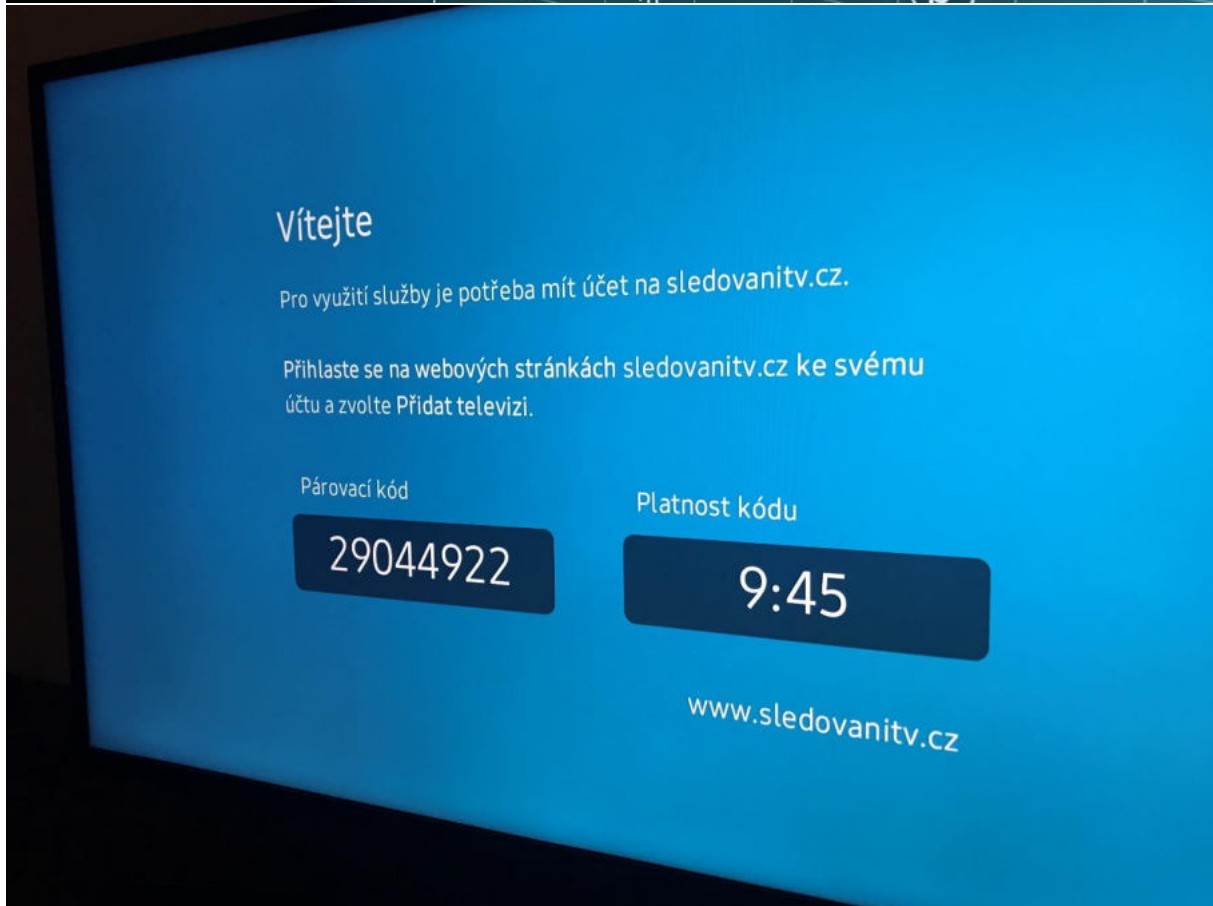 Vítejte
Pro využití služby je potřeba mít účet na sledovanitv.cz.
Přihlaste se na webových stránkách sledovanitv.cz ke svému
účtu a zvolte Přidat televizi.
Párovací kód
29044922
Platnost kódu
9:45
www.sledovanitv.cz